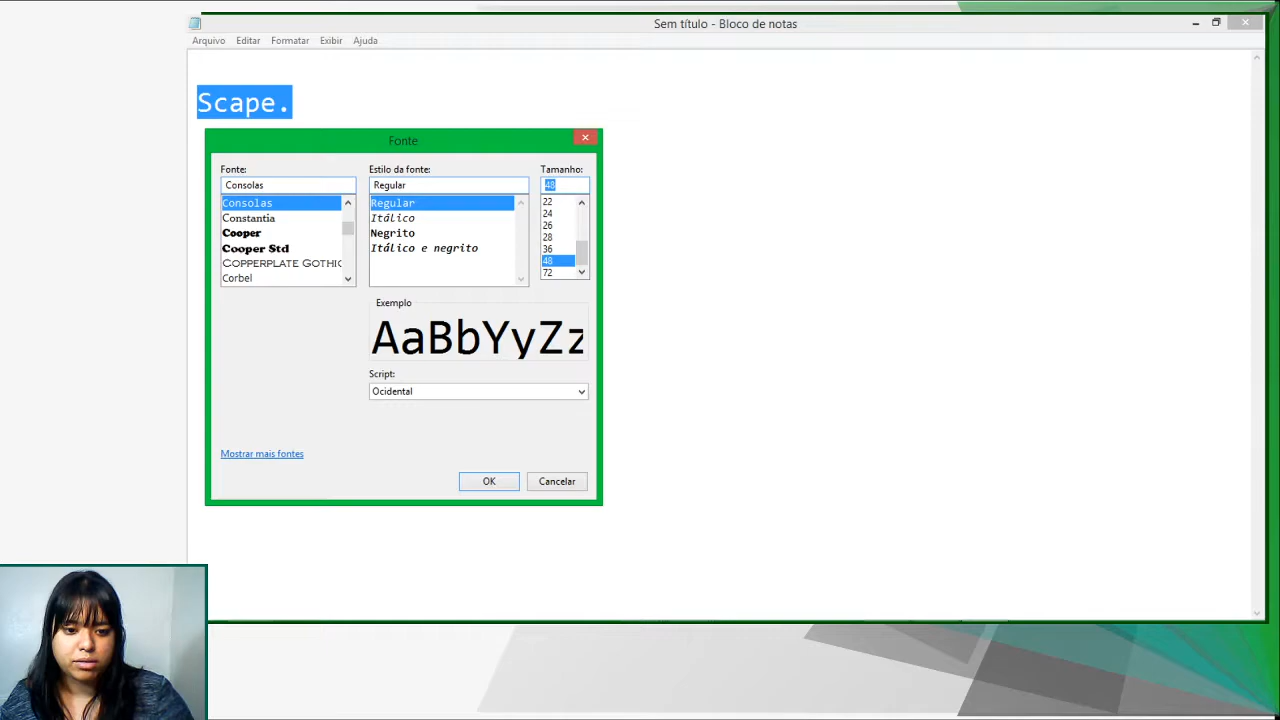 Sem título - Bloco de notas
Arquivo Editar Formatar Exibir Ajuda
Scape.
Fonte
Fonte: Estilo da fonte: Tamanho:
Consolas Regular 48
Consolas Regular 22
Constantia Itálico 24
Cooper Negrito 26
Cooper Std Itálico e negrito 28
COPPERPLATE GOTHIC 36
Corbel 48
72
Exemplo
AaBbYyZz
Script:
Ocidental
Mostrar mais fontes
OK Cancelar